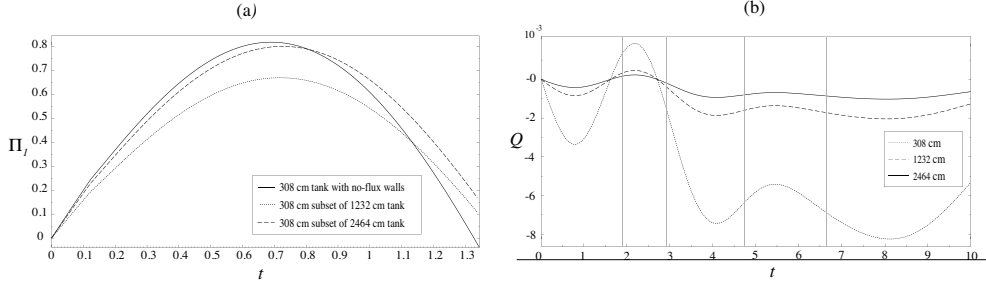 (a)
0.8
0.7
0.6
0.5
0.4
0.3
0.2
0.1
0
Π1
308 cm tank with no-flux walls
308 cm subset of 1232 cm tank
308 cm subset of 2464 cm tank
0 0.1 0.2 0.3 0.4 0.5 0.6 0.7 0.8 0.9 1 1.1 1.2 1.3
t
(b)
10-3
-0
-2
-4
-6
-8
Q
308 cm
1232 cm
2464 cm
0 1 2 3 4 5 6 7 8 9 10
t